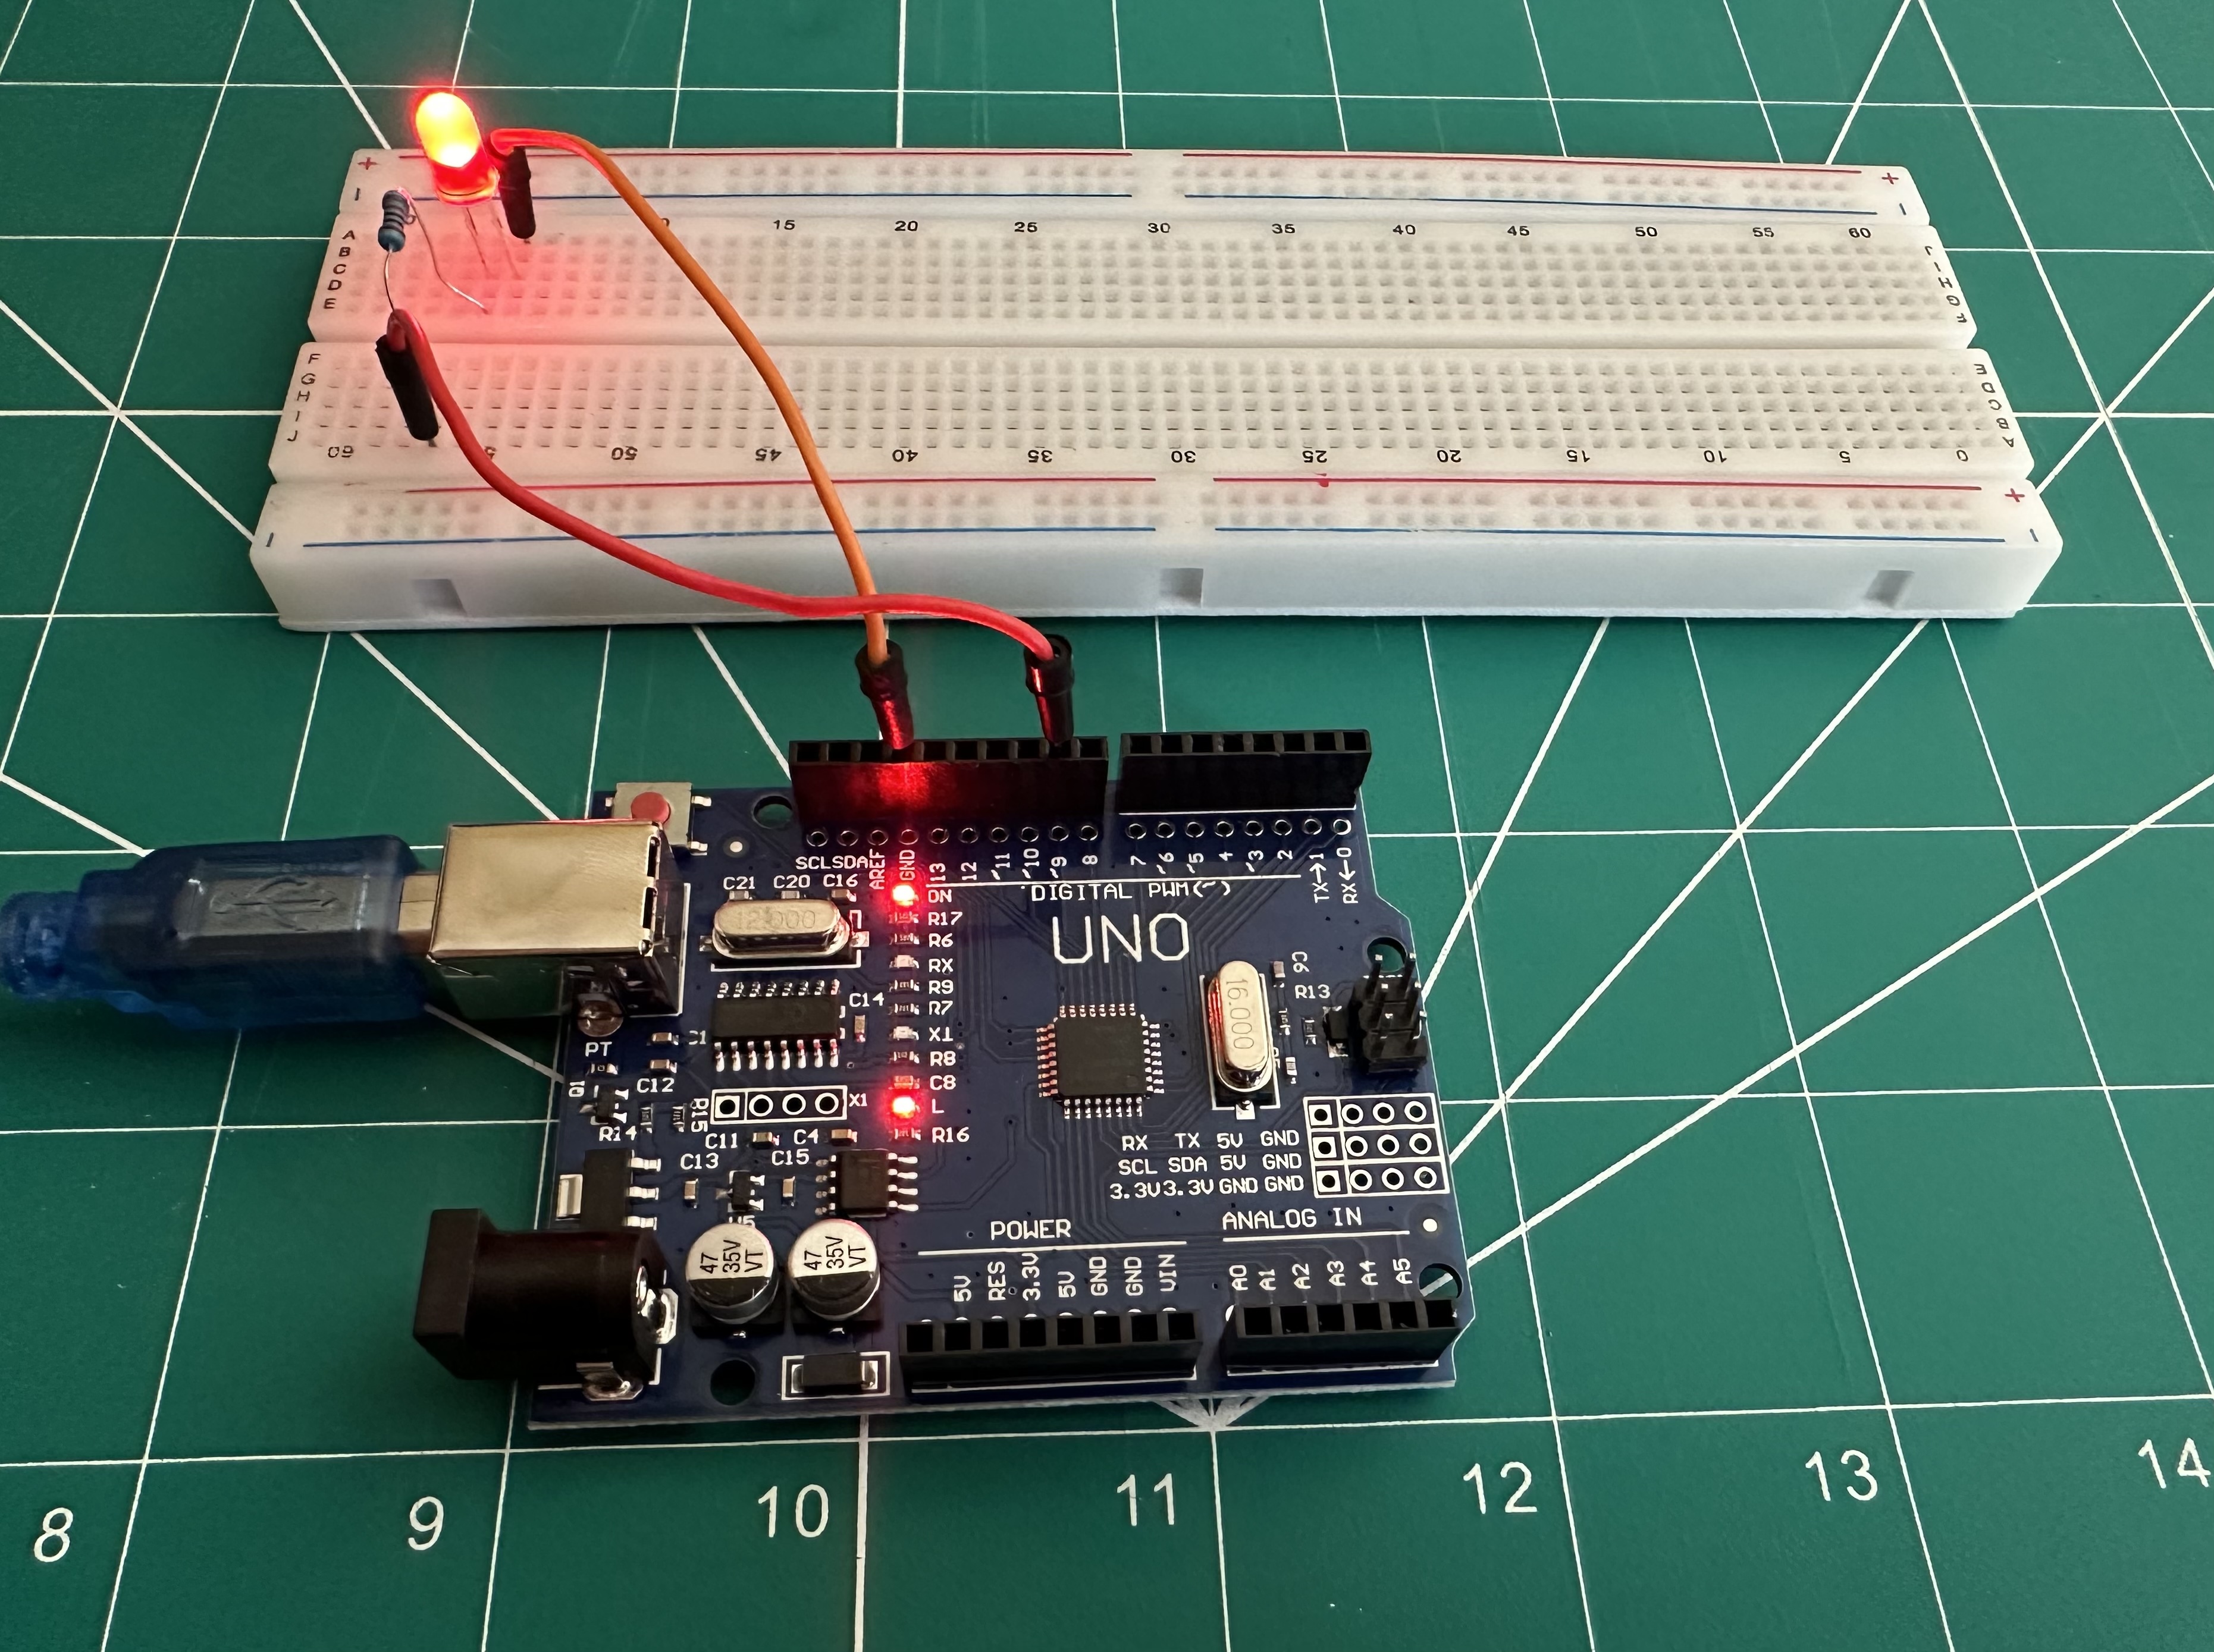 + +
- -
15 20 25 30 35 40 45 50 55 60
A J
B I
C H
D G
E F
F E
G D
H C
I B
J A
60 50 45 40 35 30 25 20 15 10 5 0
+
- -
SCL SDA AREF GND 13 12 ~11 ~10 ~9 8 7 ~6 ~5 4 ~3 2 TX→1 RX←0
DIGITAL PWM(~)
C21 C20 C16 ON
12.000
R17
R6
UNO
RX
R9
C14 R7
16.000
C6
R13
C1 TX
R8
PT
Q1
C12 C8
X1 L
R15
R14 C11 C4 R16
C13 C15
RX TX 5V GND
SCL SDA 5V GND
3.3V 3.3V GND GND
POWER ANALOG IN
47
35V
VT
47
35V
VT
5V RES 3.3V 5V GND GND VIN A0 A1 A2 A3 A4 A5
8 9 10 11 12 13 14